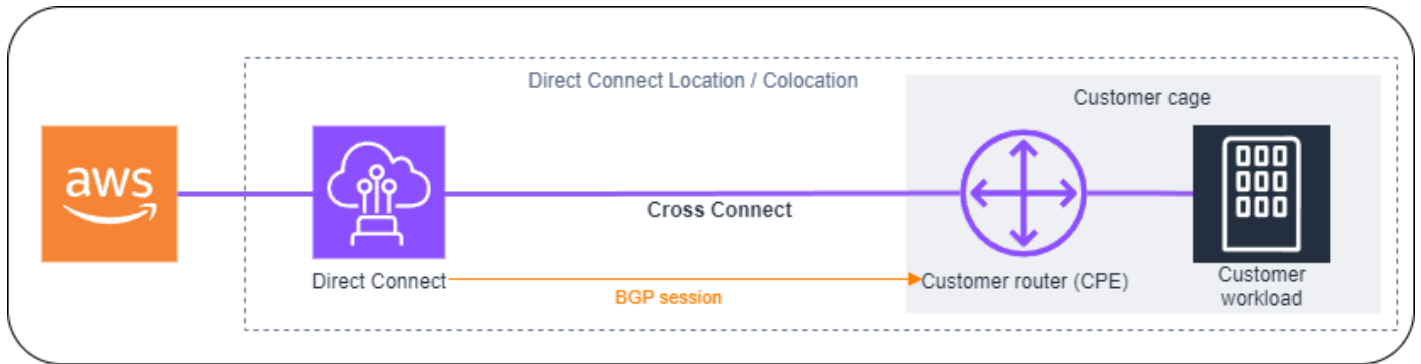 Direct Connect Location / Colocation
Customer cage
aws
Cross Connect
Direct Connect
BGP session
Customer router (CPE)
Customer
workload